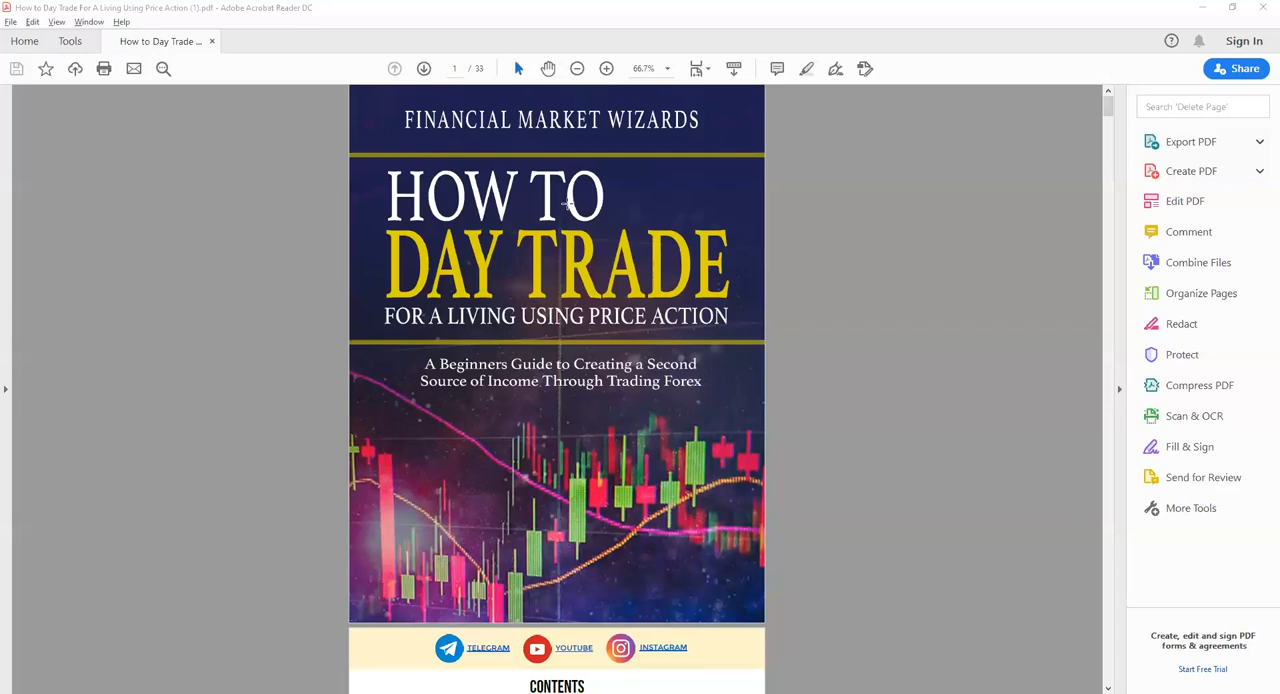 How to Day Trade For A Living Using Price Action (1).pdf - Adobe Acrobat Reader DC
File Edit View Window Help
Home Tools How to Day Trade ... × Sign In
1 / 33 66.7% Share
FINANCIAL MARKET WIZARDS
HOW TO
DAY TRADE
FOR A LIVING USING PRICE ACTION
A Beginners Guide to Creating a Second
Source of Income Through Trading Forex
TELEGRAM YOUTUBE INSTAGRAM
CONTENTS
Search 'Delete Page'
Export PDF
Create PDF
Edit PDF
Comment
Combine Files
Organize Pages
Redact
Protect
Compress PDF
Scan & OCR
Fill & Sign
Send for Review
More Tools
Create, edit and sign PDF
forms & agreements
Start Free Trial